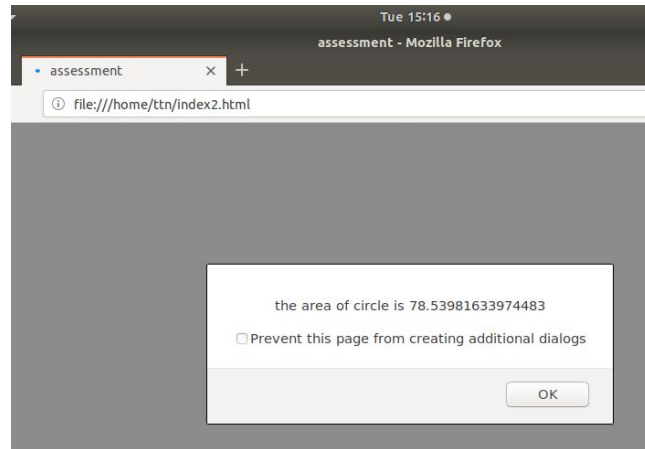 Tue 15:16
assessment - Mozilla Firefox
assessment × +
file:///home/ttn/index2.html
the area of circle is 78.53981633974483
Prevent this page from creating additional dialogs
OK